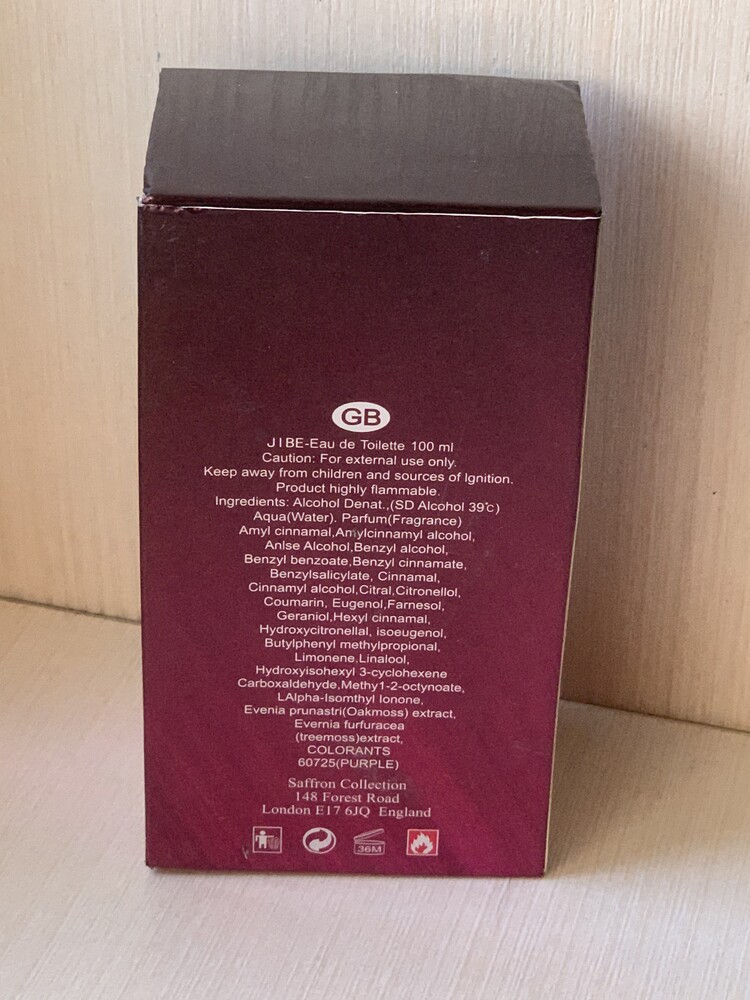 GB
JIBE-Eau de Toilette 100 ml
Caution: For external use only.
Keep away from children and sources of Ignition.
Product highly flammable.
Ingredients: Alcohol Denat.,(SD Alcohol 39℃)
Aqua(Water). Parfum(Fragrance)
Amyl cinnamal,Amylcinnamyl alcohol,
Anlse Alcohol,Benzyl alcohol,
Benzyl benzoate,Benzyl cinnamate,
Benzylsalicylate, Cinnamal,
Cinnamyl alcohol,Citral,Citronellol,
Coumarin, Eugenol,Farnesol,
Geraniol,Hexyl cinnamal,
Hydroxycitronellal, isoeugenol,
Butylphenyl methylpropional,
Limonene,Linalool,
Hydroxyisohexyl 3-cyclohexene
Carboxaldehyde,Methy1-2-octynoate,
LAlpha-Isomthyl Ionone,
Evenia prunastri(Oakmoss) extract,
Evernia furfuracea
(treemoss)extract,
COLORANTS
60725(PURPLE)
Saffron Collection
148 Forest Road
London E17 6JQ England
36M